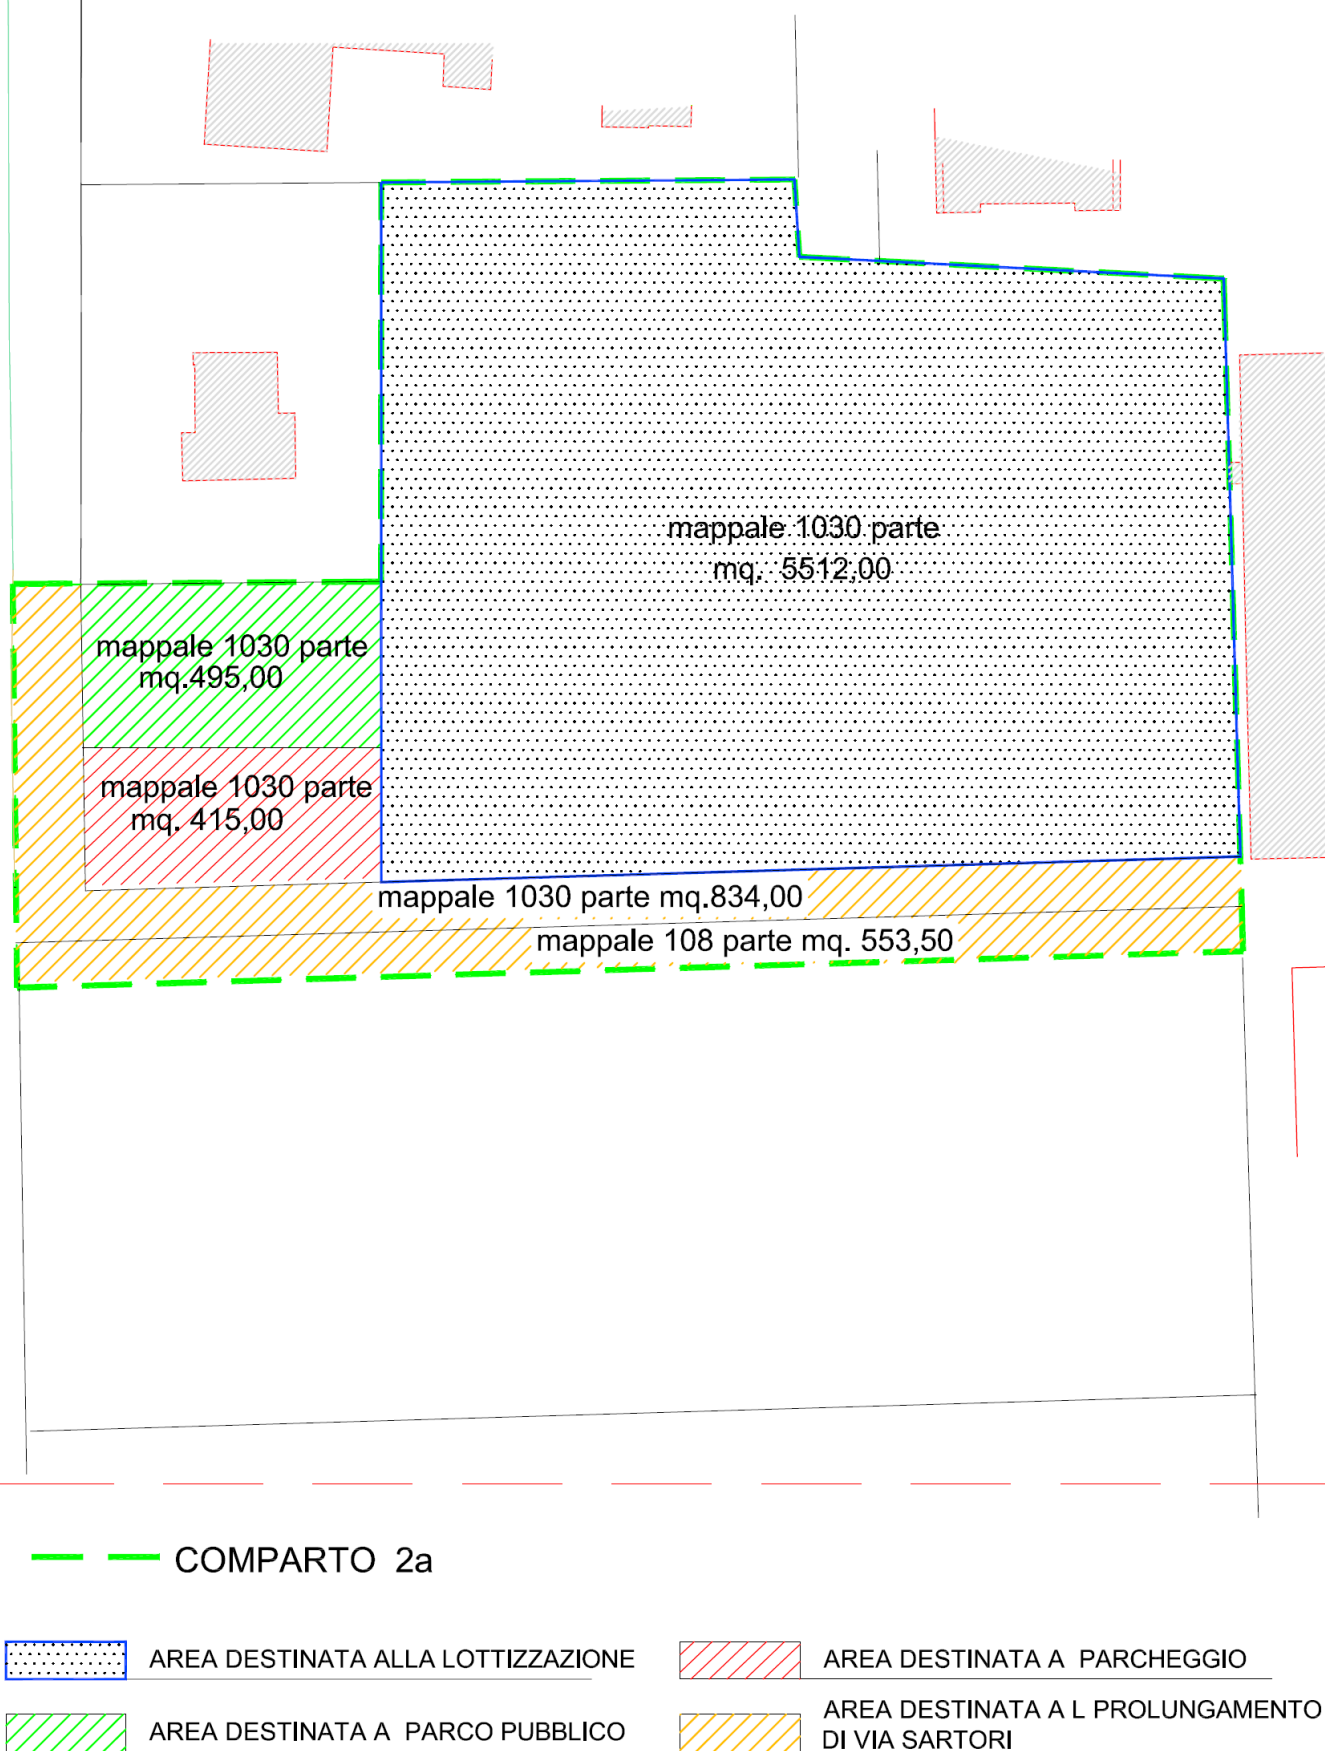 mappale 1030 parte
mq. 5512,00
mappale 1030 parte
mq.495,00
mappale 1030 parte
mq. 415,00
mappale 1030 parte mq.834,00
mappale 108 parte mq. 553,50
COMPARTO 2a
AREA DESTINATA ALLA LOTTIZZAZIONE
AREA DESTINATA A PARCHEGGIO
AREA DESTINATA A PARCO PUBBLICO
AREA DESTINATA A L PROLUNGAMENTO
DI VIA SARTORI